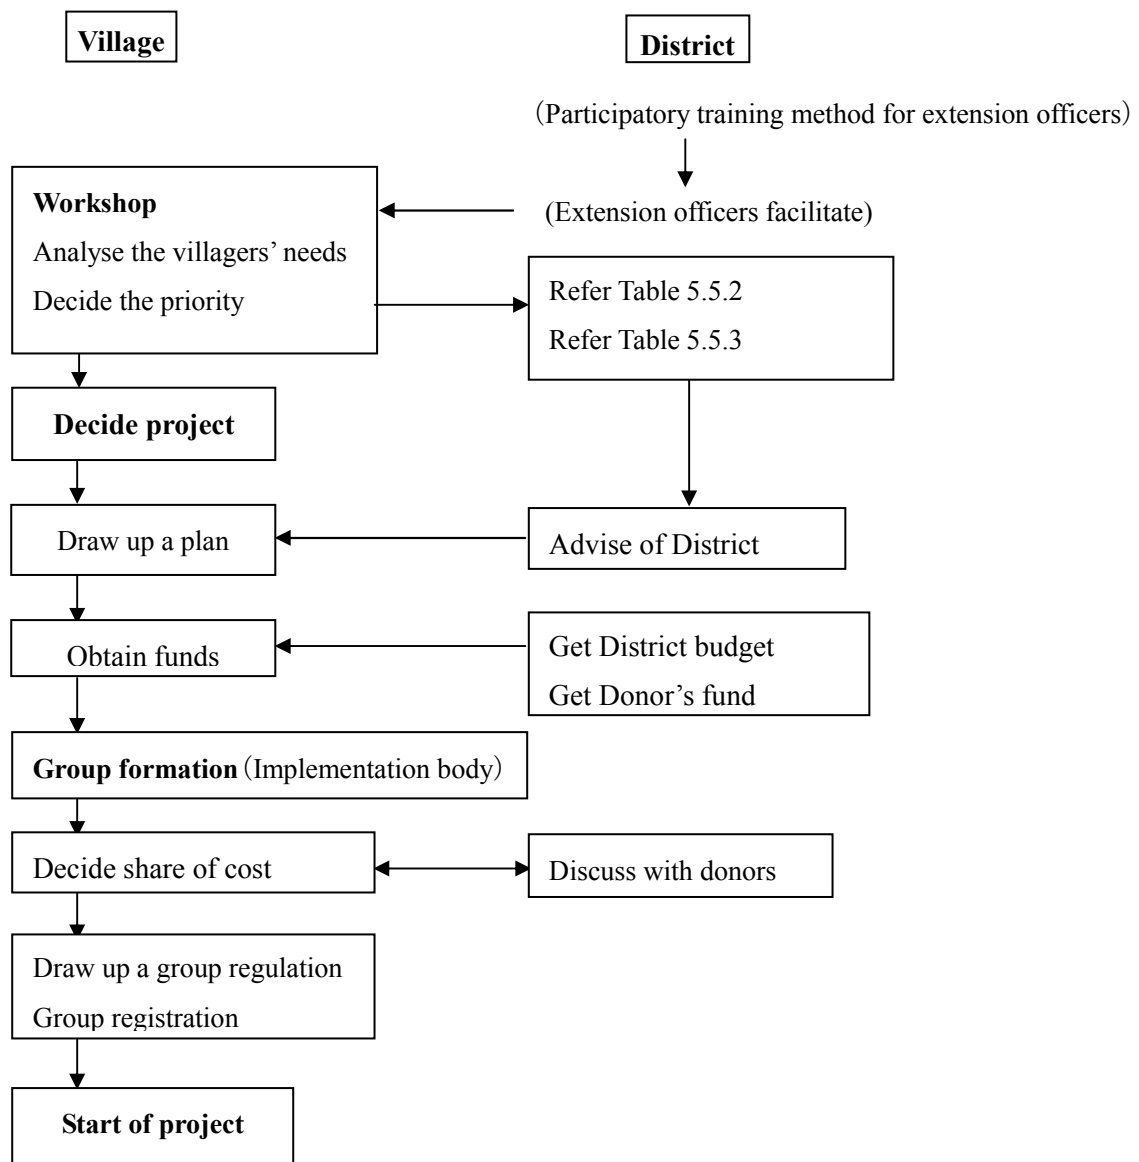 Village
District
（Participatory training method for extension officers）
Workshop
(Extension officers facilitate)
Analyse the villagers’ needs
Decide the priority
Refer Table 5.5.2
Refer Table 5.5.3
Decide project
Draw up a plan
Advise of District
Obtain funds
Get District budget
Get Donor’s fund
Group formation（Implementation body）
Decide share of cost
Discuss with donors
Draw up a group regulation
Group registration
Start of project